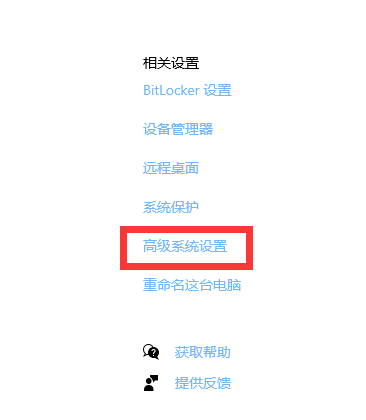 相关设置
BitLocker 设置
设备管理器
远程桌面
系统保护
高级系统设置
重命名这台电脑
获取帮助
提供反馈